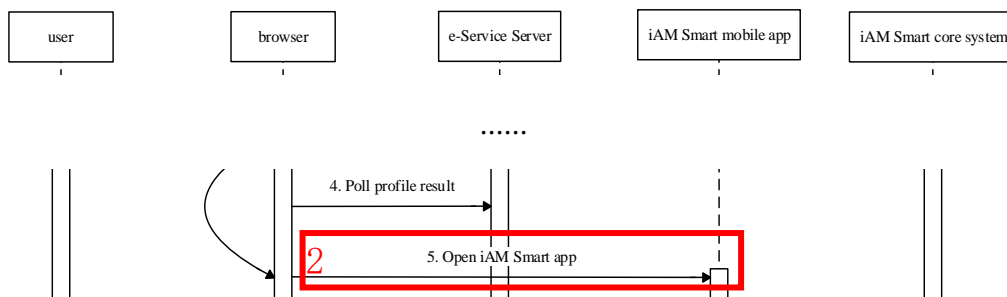 user
browser
e-Service Server
iAM Smart mobile app
iAM Smart core system
......
4. Poll profile result
2
5. Open iAM Smart app